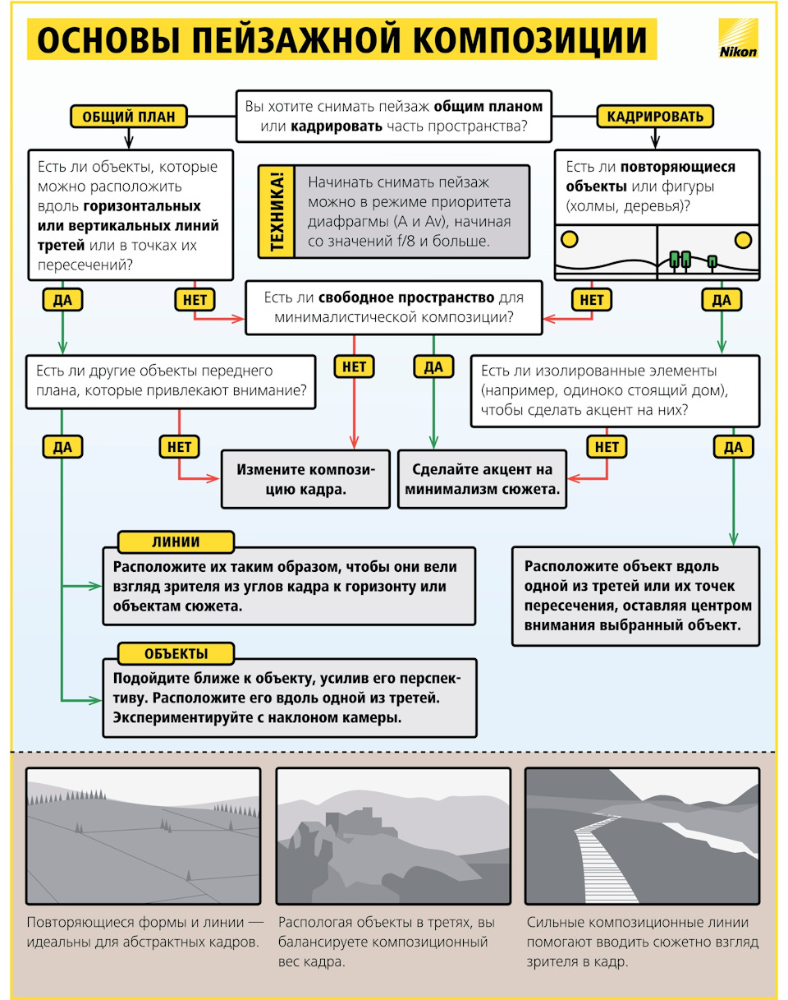 ОСНОВЫ ПЕЙЗАЖНОЙ КОМПОЗИЦИИ
Nikon
Вы хотите снимать пейзаж общим планом
или кадрировать часть пространства?
ОБЩИЙ ПЛАН
КАДРИРОВАТЬ
Есть ли объекты, которые
можно расположить
вдоль горизонтальных
или вертикальных линий
третей или в точках их
пересечений?
ТЕХНИКА!
Начинать снимать пейзаж
можно в режиме приоритета
диафрагмы (A и Av), начиная
со значений f/8 и больше.
Есть ли повторяющиеся
объекты или фигуры
(холмы, деревья)?
ДА
НЕТ
Есть ли свободное пространство для
минималистической композиции?
НЕТ
ДА
Есть ли другие объекты переднего
плана, которые привлекают внимание?
НЕТ
ДА
Есть ли изолированные элементы
(например, одиноко стоящий дом),
чтобы сделать акцент на них?
ДА
НЕТ
НЕТ
ДА
Измените компози-
цию кадра.
Сделайте акцент на
минимализм сюжета.
ЛИНИИ
Расположите их таким образом, чтобы они вели
взгляд зрителя из углов кадра к горизонту или
объектам сюжета.
Расположите объект вдоль
одной из третей или их точек
пересечения, оставляя центром
внимания выбранный объект.
ОБЪЕКТЫ
Подойдите ближе к объекту, усилив его перспек-
тиву. Расположите его вдоль одной из третей.
Экспериментируйте с наклоном камеры.
Повторяющиеся формы и линии —
идеальны для абстрактных кадров.
Распологая объекты в третях, вы
балансируете композиционный
вес кадра.
Сильные композиционные линии
помогают вводить сюжетно взгляд
зрителя в кадр.